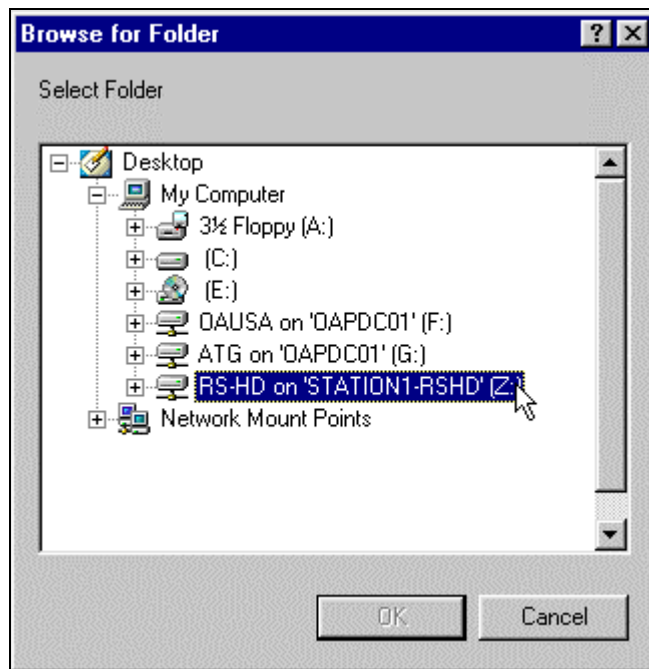 Browse for Folder
Select Folder
Desktop
My Computer
3½ Floppy (A:)
(C:)
(E:)
OAUSA on 'OAPDC01' (F:)
ATG on 'OAPDC01' (G:)
RS-HD on 'STATION1-RSHD' (Z:)
Network Mount Points
OK
Cancel